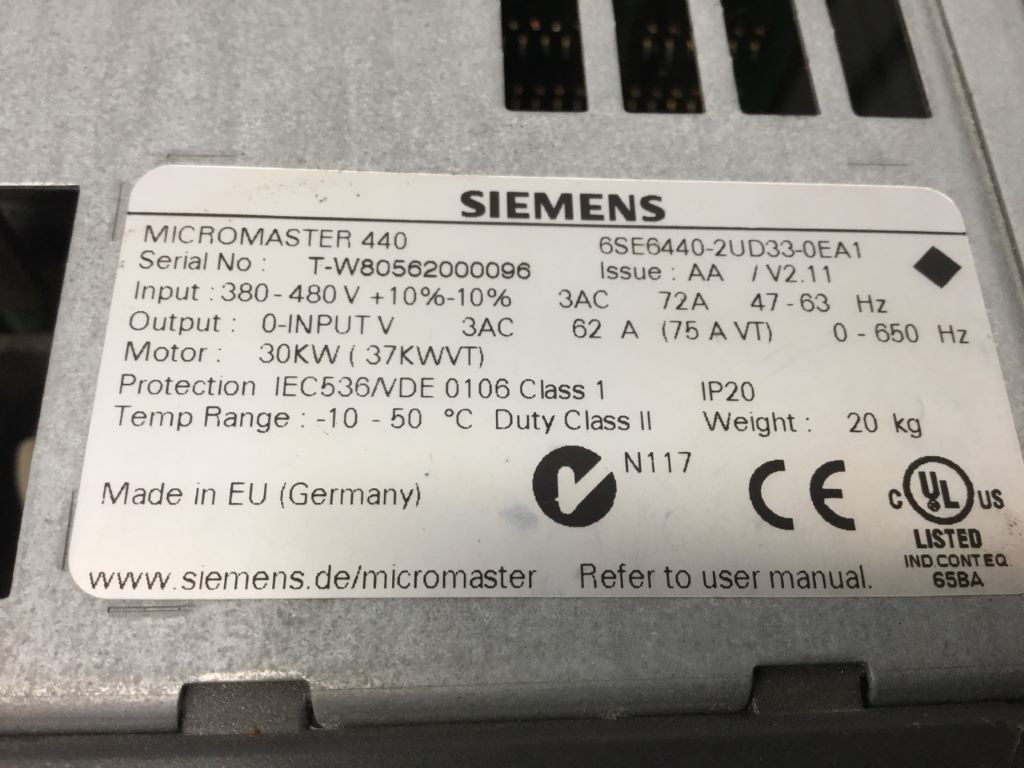 SIEMENS
MICROMASTER 440 6SE6440-2UD33-0EA1
Serial No : T-W80562000096 Issue : AA / V2.11
Input : 380 - 480 V +10%-10% 3AC 72A 47 - 63 Hz
Output : 0-INPUT V 3AC 62 A (75 A VT) 0 - 650 Hz
Motor : 30KW ( 37KWVT)
Protection IEC536/VDE 0106 Class 1 IP20
Temp Range : -10 - 50 °C Duty Class II Weight : 20 kg
N117
Made in EU (Germany) CE C UL US
LISTED
IND.CONT.EQ.
65BA
www.siemens.de/micromaster Refer to user manual.